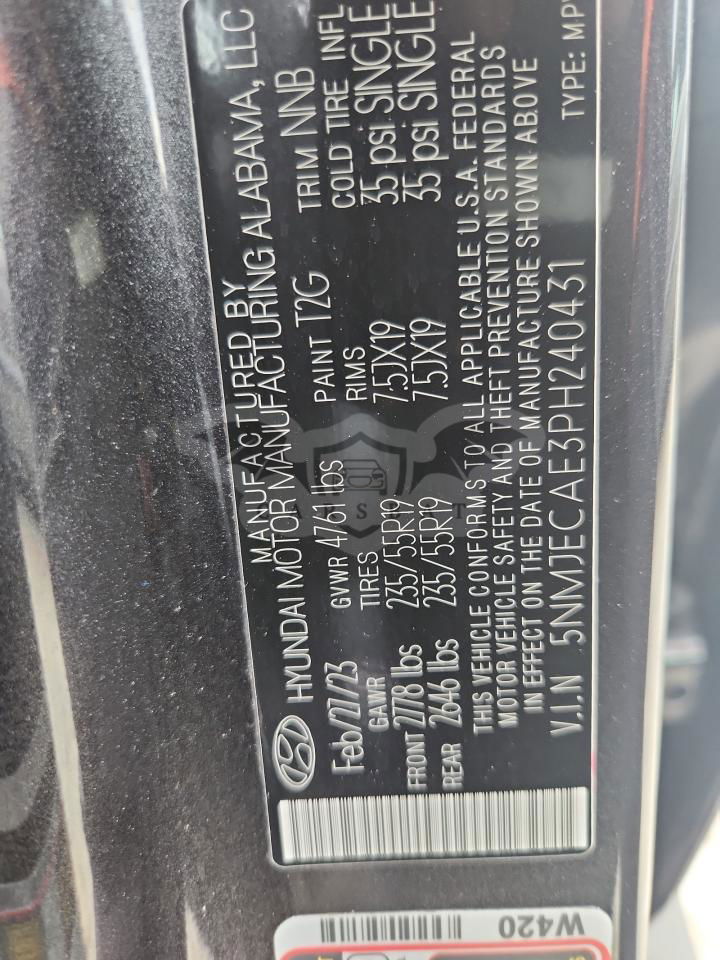 MANUFACTURED BY
HYUNDAI MOTOR MANUFACTURING ALABAMA, LLC
Feb/27/23 GVWR 4761 lbs PAINT T2G TRIM NNB
GAWR TIRES RIMS COLD TIRE INFL
FRONT 2778 lbs 235/55R19 7.5JX19 35 psi SINGLE
REAR 2646 lbs 235/55R19 7.5JX19 35 psi SINGLE
THIS VEHICLE CONFORMS TO ALL APPLICABLE U.S.A. FEDERAL
MOTOR VEHICLE SAFETY AND THEFT PREVENTION STANDARDS
IN EFFECT ON THE DATE OF MANUFACTURE SHOWN ABOVE
V.I.N 5NMJECAE3PH240431 TYPE: MPV
W420